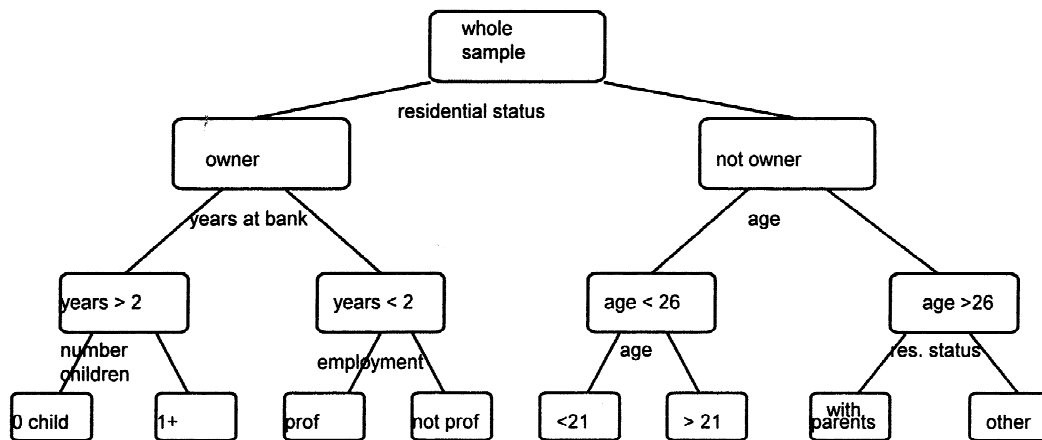 whole
sample
residential status
owner
not owner
years at bank
age
years > 2
years < 2
age < 26
age >26
number
children
employment
age
res. status
0 child
1+
prof
not prof
<21
> 21
with
parents
other